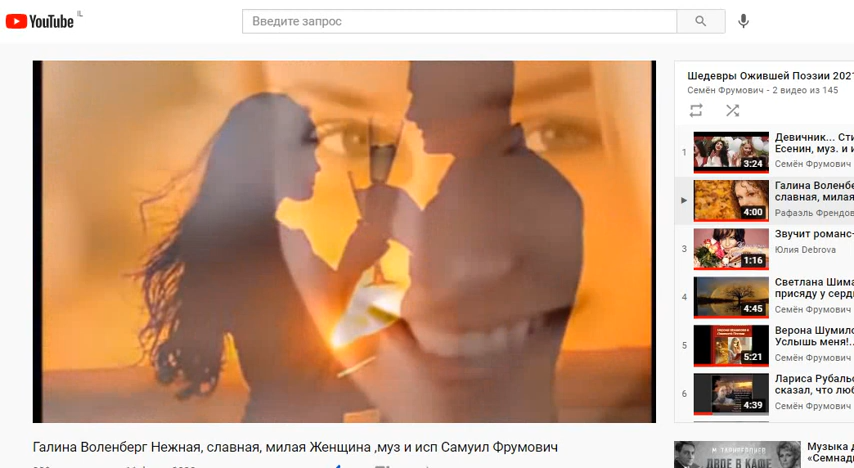 YouTube IL
Введите запрос
Шедевры Ожившей Поэзии 2021
Семён Фрумович - 2 видео из 145
1
3:24
Девичник... Сти
Есенин, муз. и и
Семён Фрумович
4:00
Галина Воленбе
славная, милая
Рафаэль Френдов
3
1:16
Звучит романс-
Юлия Debrova
4
4:45
Светлана Шима
присяду у серд
Семён Фрумович
5
5:21
Верона Шумило
Услышь меня!..
Семён Фрумович
6
4:39
Лариса Рубаль
сказал, что люб
Семён Фрумович
Галина Воленберг Нежная, славная, милая Женщина ,муз и исп Самуил Фрумович
ДВОЕ В КАФЕ
Музыка д
«Семнад